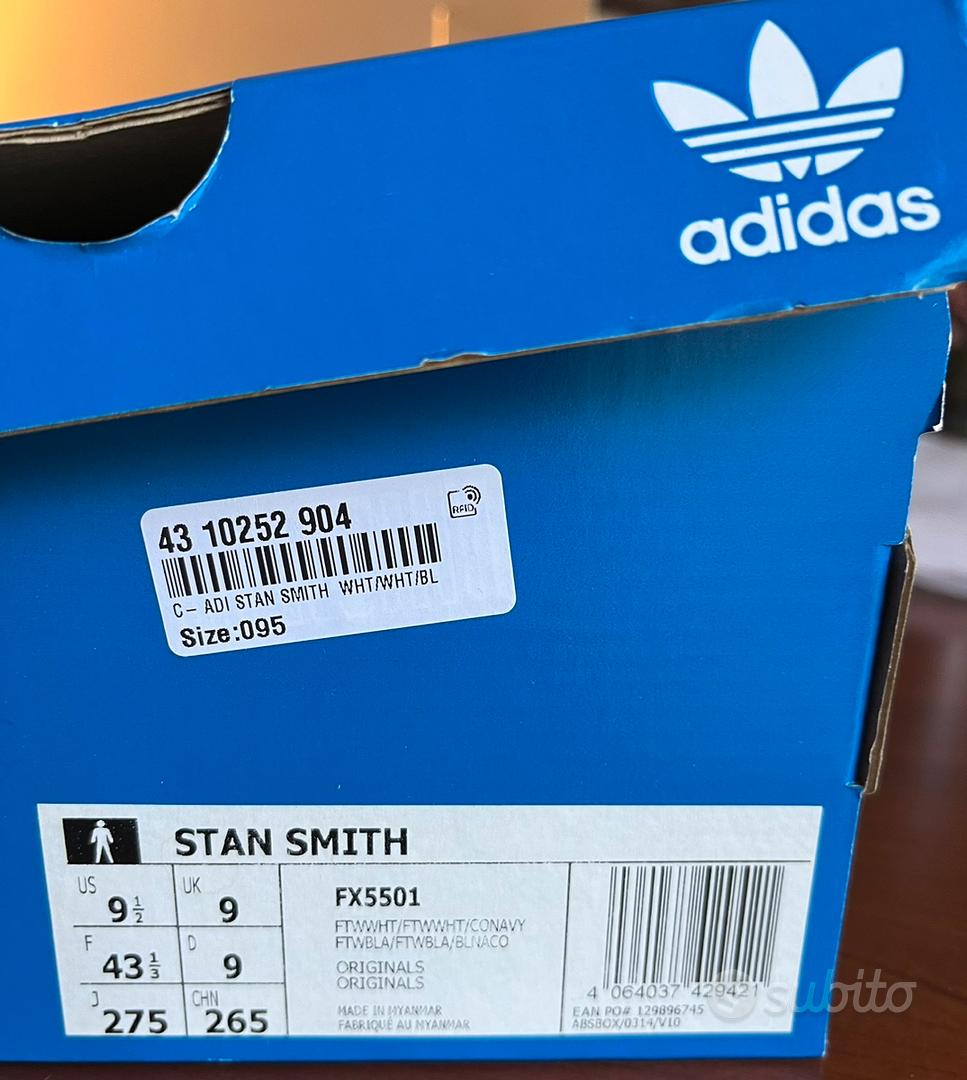 adidas
43 10252 904
RFID
C- ADI STAN SMITH WHT/WHT/BL
Size:095
STAN SMITH
US 9 1/2
UK 9
F 43 1/3
D 9
J 275
CHN 265
FX5501
FTWWHT/FTWWHT/CONAVY
FTWBLA/FTWBLA/BLNACO
ORIGINALS
ORIGINALS
MADE IN MYANMAR
FABRIQUÉ AU MYANMAR
4 064037 429421
EAN PO#: 129896745
ABSBOX/0314/V10
subito